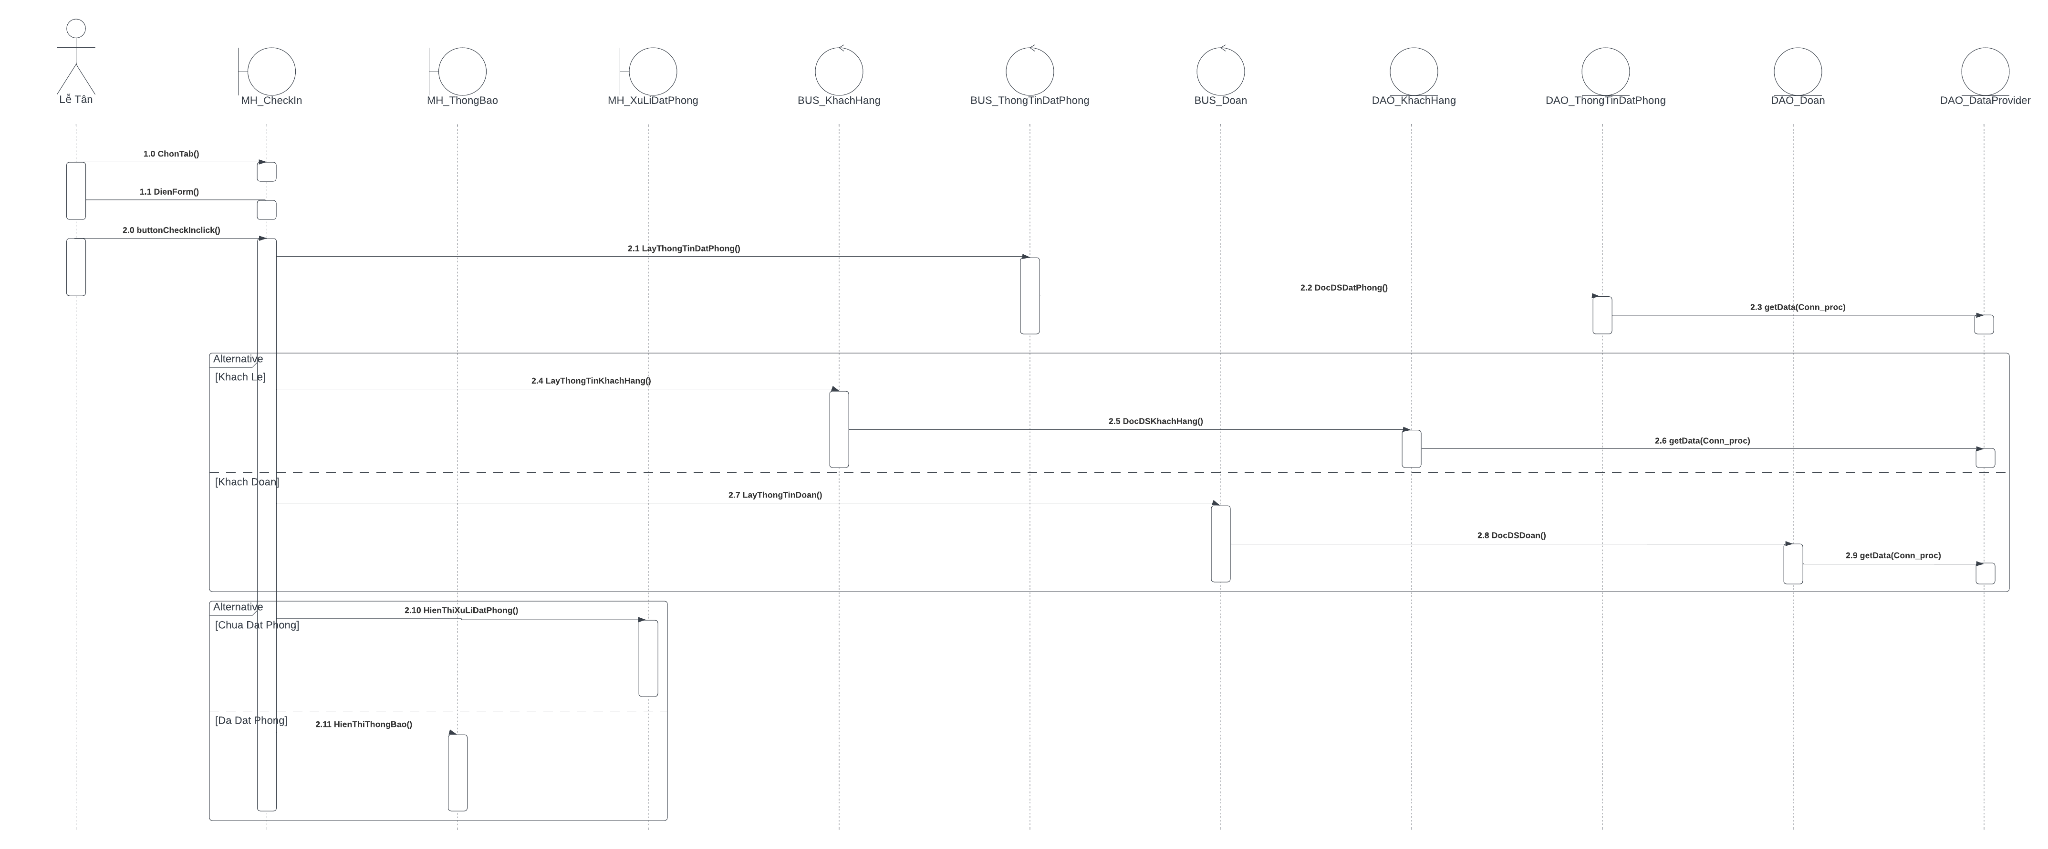 Lễ Tân
MH_CheckIn
MH_ThongBao
MH_XuLiDatPhong
BUS_KhachHang
BUS_ThongTinDatPhong
BUS_Doan
DAO_KhachHang
DAO_ThongTinDatPhong
DAO_Doan
DAO_DataProvider
1.0 ChonTab()
1.1 DienForm()
2.0 buttonCheckInclick()
2.1 LayThongTinDatPhong()
2.2 DocDSDatPhong()
2.3 getData(Conn_proc)
Alternative
[Khach Le]
2.4 LayThongTinKhachHang()
2.5 DocDSKhachHang()
2.6 getData(Conn_proc)
[Khach Doan]
2.7 LayThongTinDoan()
2.8 DocDSDoan()
2.9 getData(Conn_proc)
Alternative
2.10 HienThiXuLiDatPhong()
[Chua Dat Phong]
[Da Dat Phong]
2.11 HienThiThongBao()